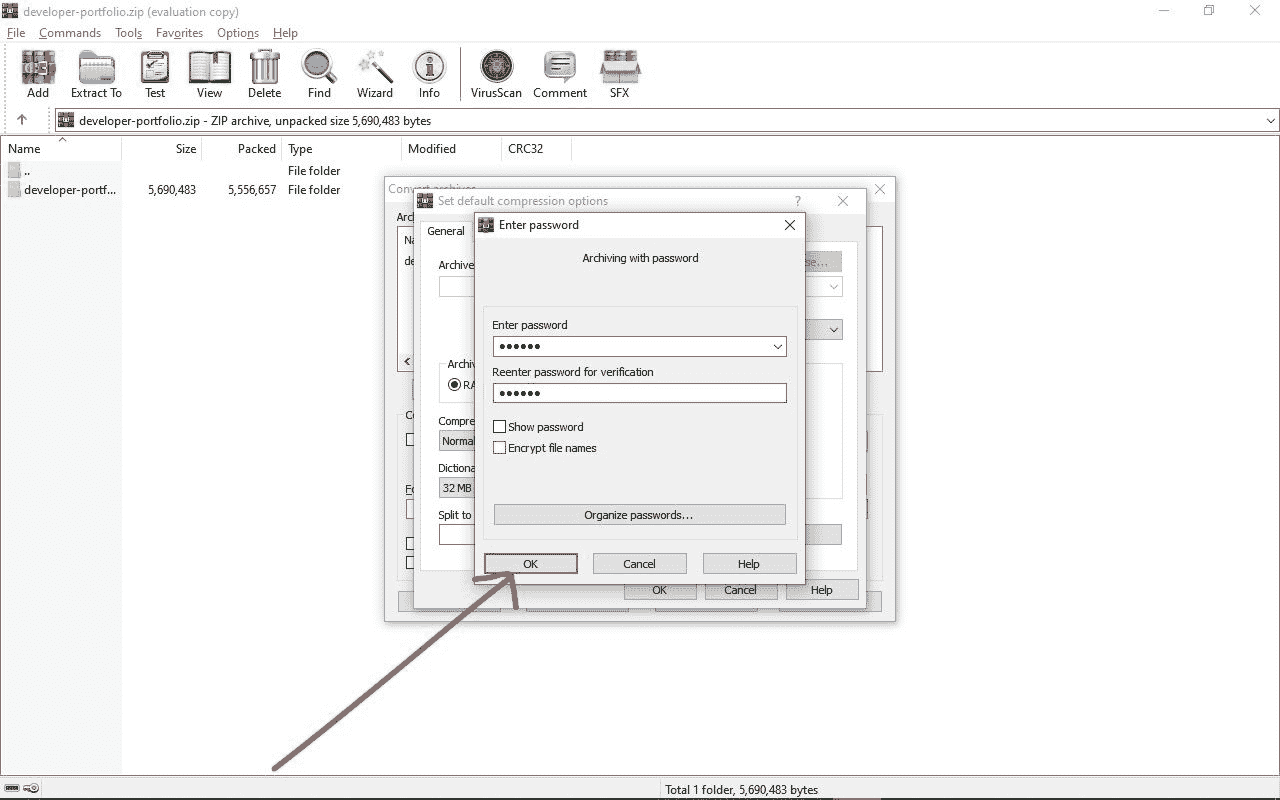 developer-portfolio.zip (evaluation copy)
File Commands Tools Favorites Options Help
Add Extract To Test View Delete Find Wizard Info VirusScan Comment SFX
developer-portfolio.zip - ZIP archive, unpacked size 5,690,483 bytes
Name Size Packed Type Modified CRC32
.. File folder
developer-portf... 5,690,483 5,556,657 File folder
Convert archives
Set default compression options
Enter password
General
Archiving with password
Archive
Enter password
••••••
Reenter password for verification
••••••
Show password
Compre
Normal
Encrypt file names
Dictiona
32 MB
Split to
Organize passwords...
OK Cancel Help
OK Cancel Help
Total 1 folder, 5,690,483 bytes